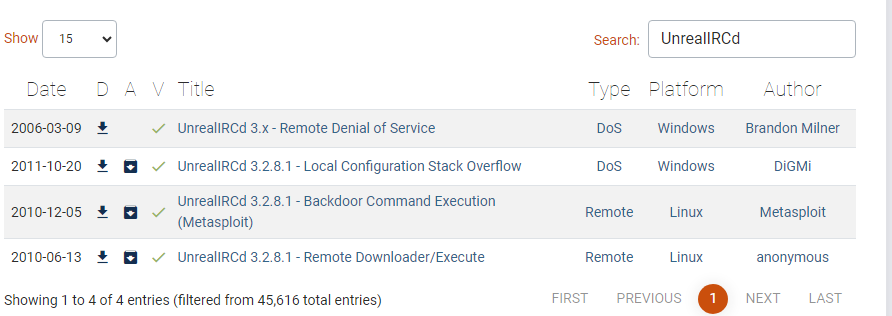 Show 15 Search: UnrealIRCd
Date D A V Title Type Platform Author
2006-03-09 UnrealIRCd 3.x - Remote Denial of Service DoS Windows Brandon Milner
2011-10-20 UnrealIRCd 3.2.8.1 - Local Configuration Stack Overflow DoS Windows DiGMi
2010-12-05 UnrealIRCd 3.2.8.1 - Backdoor Command Execution
(Metasploit) Remote Linux Metasploit
2010-06-13 UnrealIRCd 3.2.8.1 - Remote Downloader/Execute Remote Linux anonymous
Showing 1 to 4 of 4 entries (filtered from 45,616 total entries) FIRST PREVIOUS 1 NEXT LAST